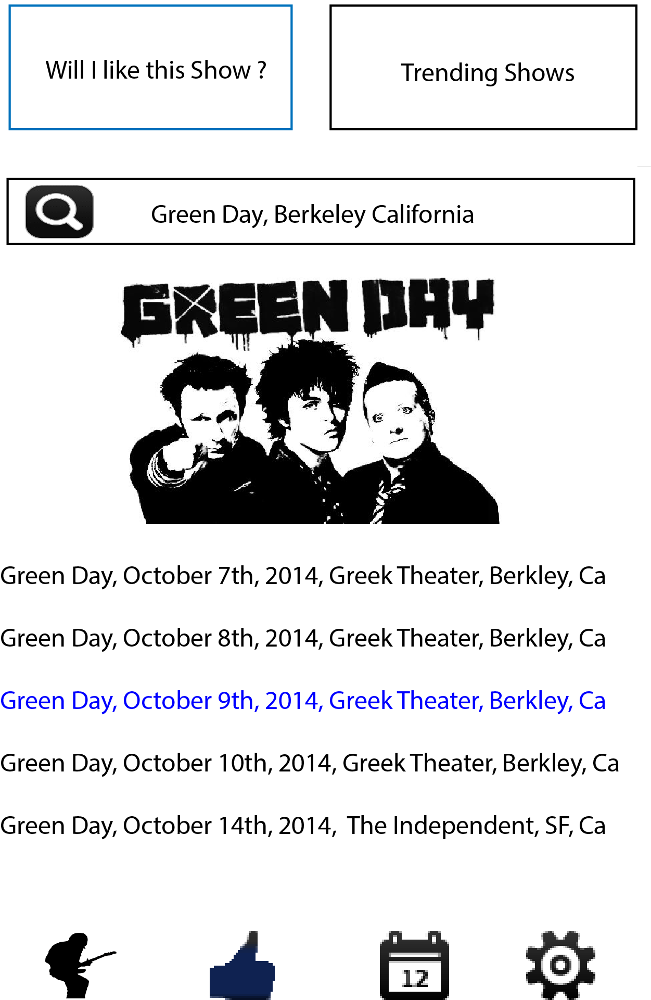 Will I like this Show ?
Trending Shows
Green Day, Berkeley California
GREEN DAY
Green Day, October 7th, 2014, Greek Theater, Berkley, Ca
Green Day, October 8th, 2014, Greek Theater, Berkley, Ca
Green Day, October 9th, 2014, Greek Theater, Berkley, Ca
Green Day, October 10th, 2014, Greek Theater, Berkley, Ca
Green Day, October 14th, 2014, The Independent, SF, Ca
12